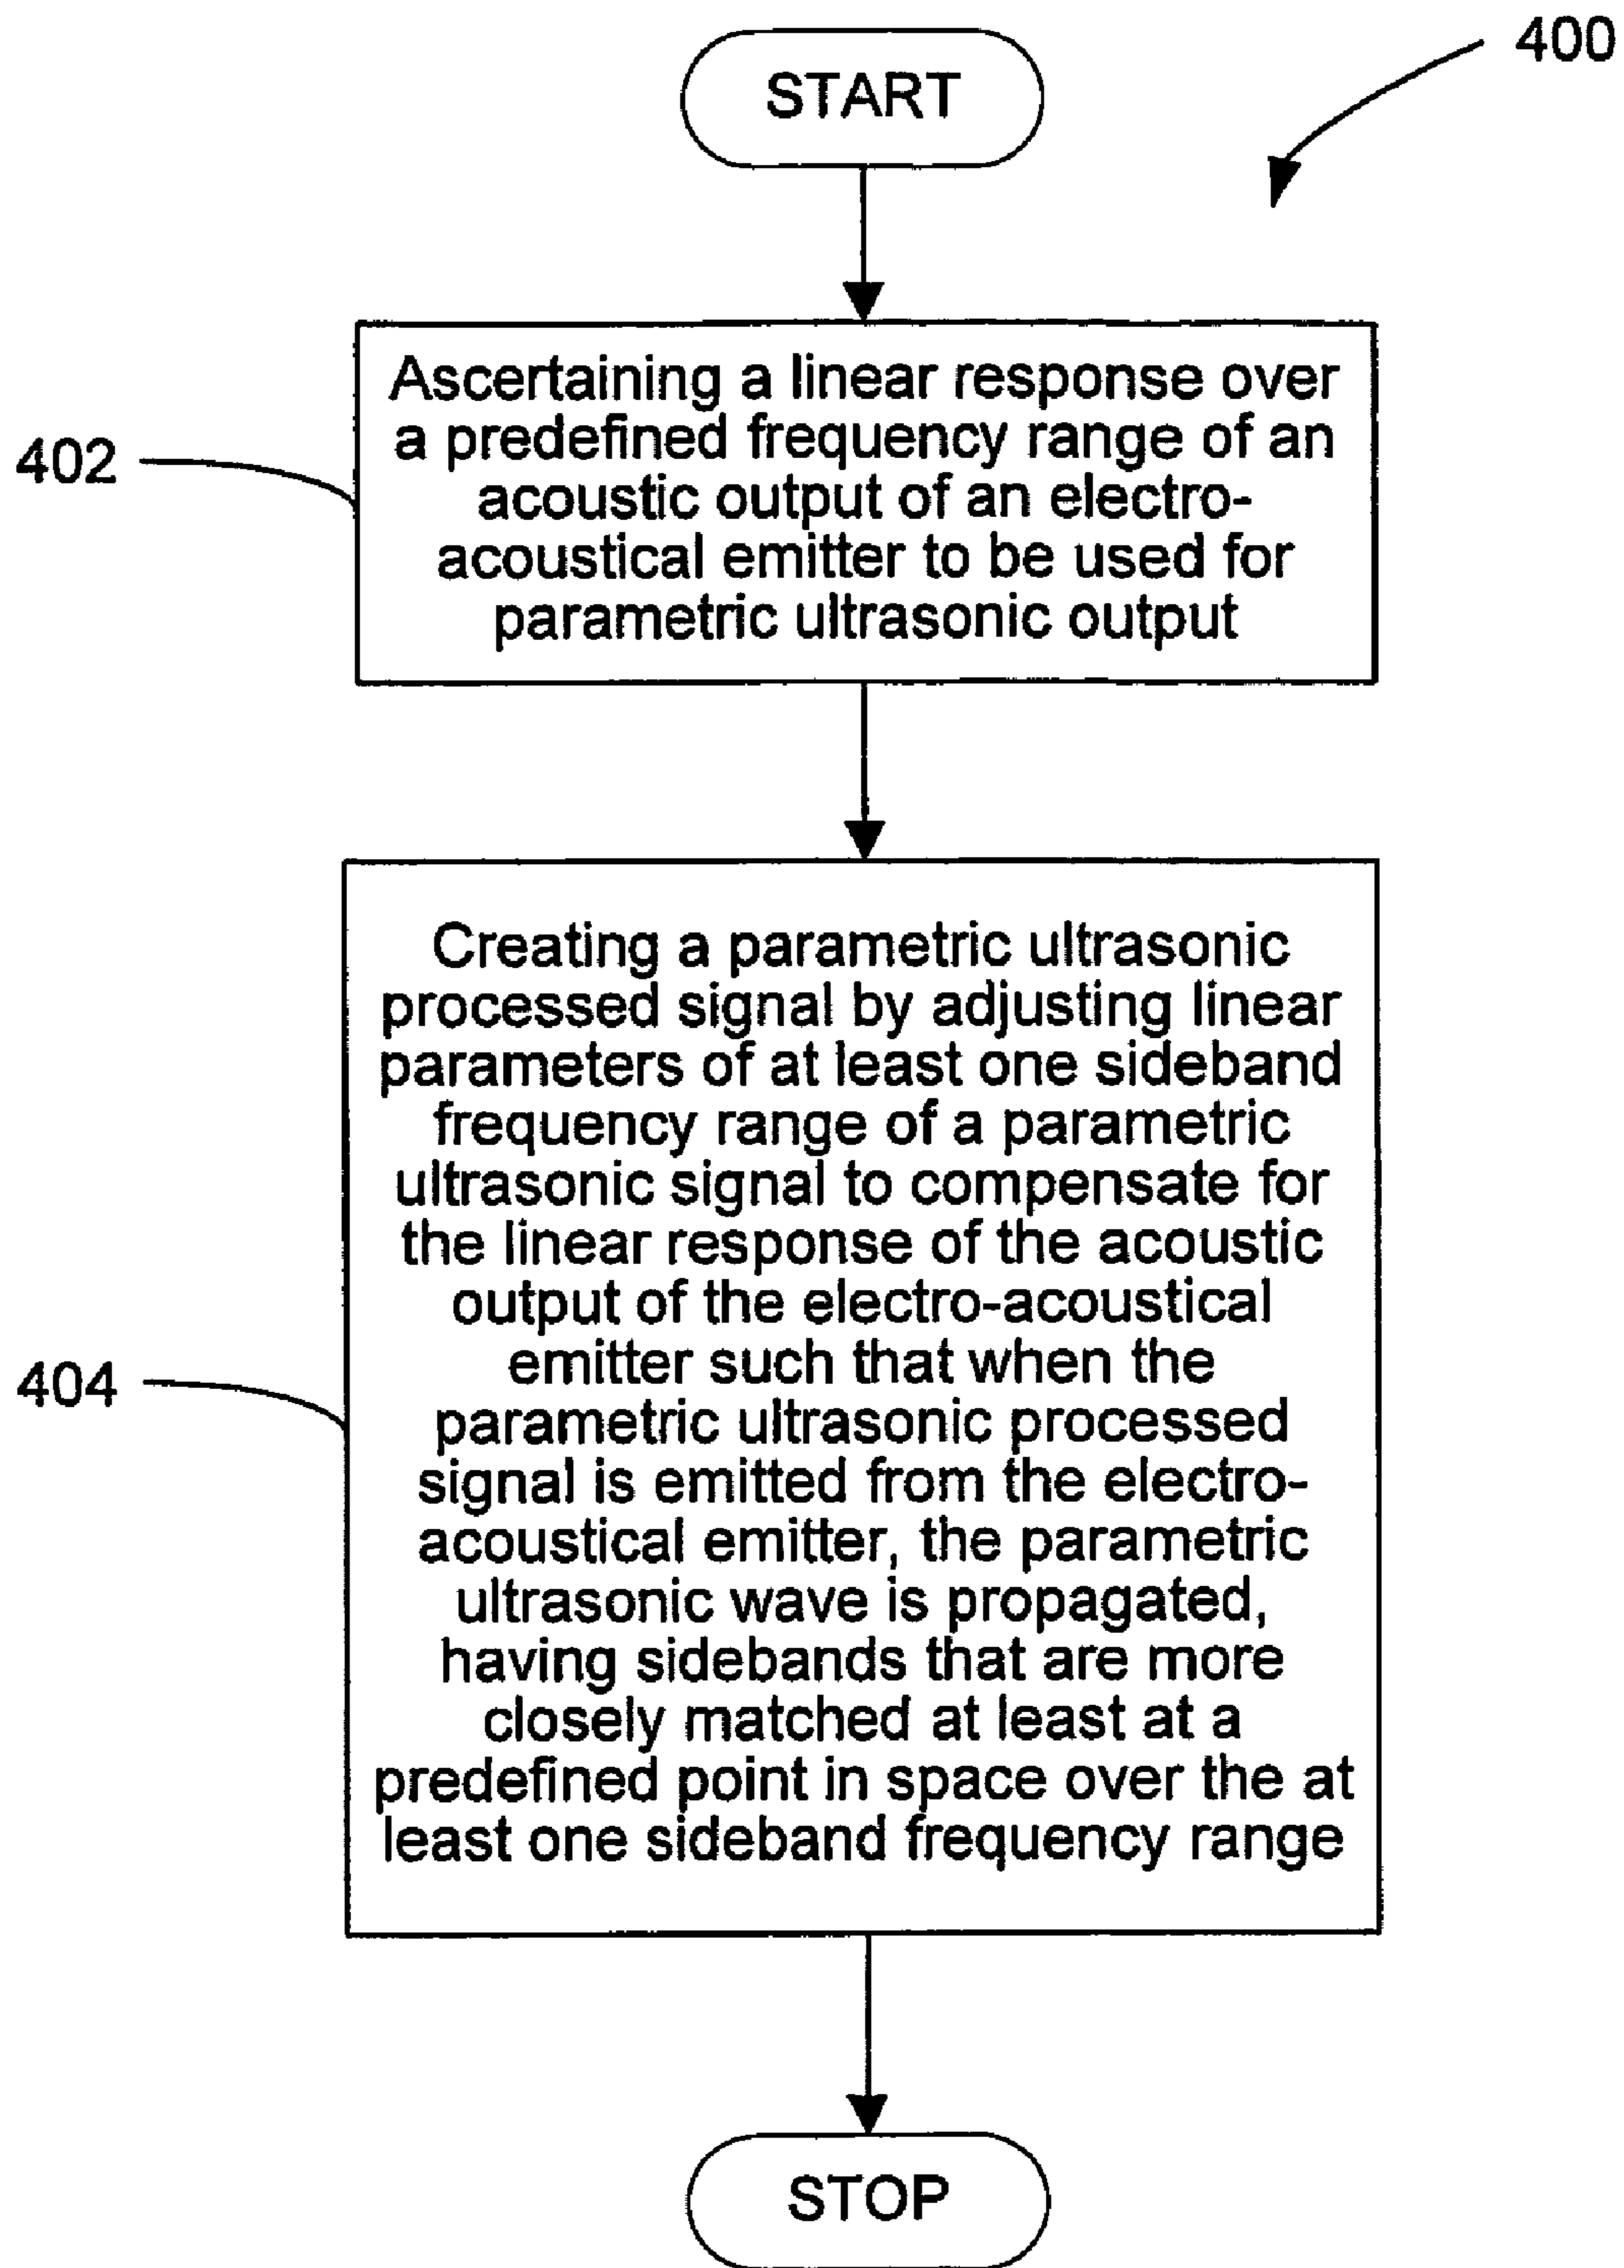 400
START
402
Ascertaining a linear response over
a predefined frequency range of an
acoustic output of an electro-
acoustical emitter to be used for
parametric ultrasonic output
404
Creating a parametric ultrasonic
processed signal by adjusting linear
parameters of at least one sideband
frequency range of a parametric
ultrasonic signal to compensate for
the linear response of the acoustic
output of the electro-acoustical
emitter such that when the
parametric ultrasonic processed
signal is emitted from the electro-
acoustical emitter, the parametric
ultrasonic wave is propagated,
having sidebands that are more
closely matched at least at a
predefined point in space over the at
least one sideband frequency range
STOP